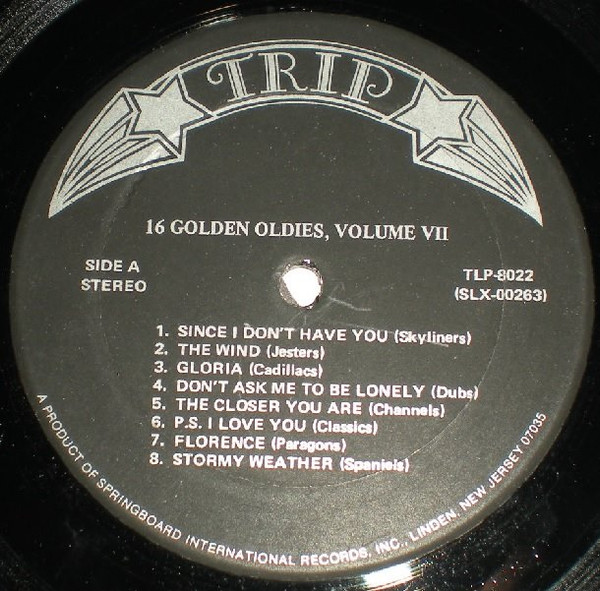 TRIP
16 GOLDEN OLDIES, VOLUME VII
SIDE A
STEREO
TLP-8022
(SLX-00263)
1. SINCE I DON'T HAVE YOU (Skyliners)
2. THE WIND (Jesters)
3. GLORIA (Cadillacs)
4. DON'T ASK ME TO BE LONELY (Dubs)
5. THE CLOSER YOU ARE (Channels)
6. P.S. I LOVE YOU (Classics)
7. FLORENCE (Paragons)
8. STORMY WEATHER (Spaniels)
A PRODUCT OF SPRINGBOARD INTERNATIONAL RECORDS, INC., LINDEN, NEW JERSEY 07035